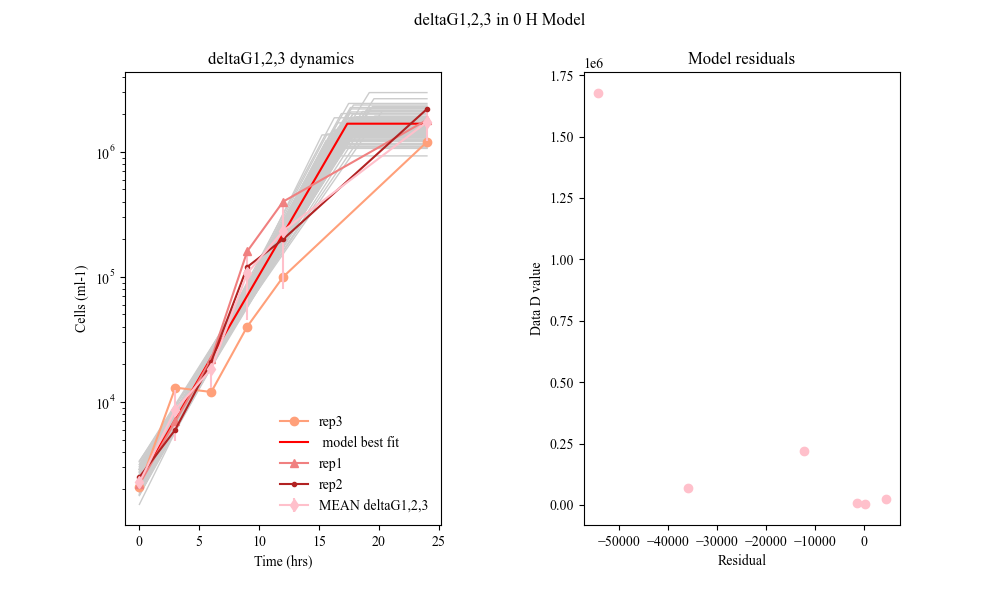 deltaG1,2,3 in 0 H Model
deltaG1,2,3 dynamics
Cells (ml-1)
10^6
10^5
10^4
rep3
model best fit
rep1
rep2
MEAN deltaG1,2,3
0 5 10 15 20 25
Time (hrs)
Model residuals
1e6
Data D value
1.75
1.50
1.25
1.00
0.75
0.50
0.25
0.00
−50000 −40000 −30000 −20000 −10000 0
Residual